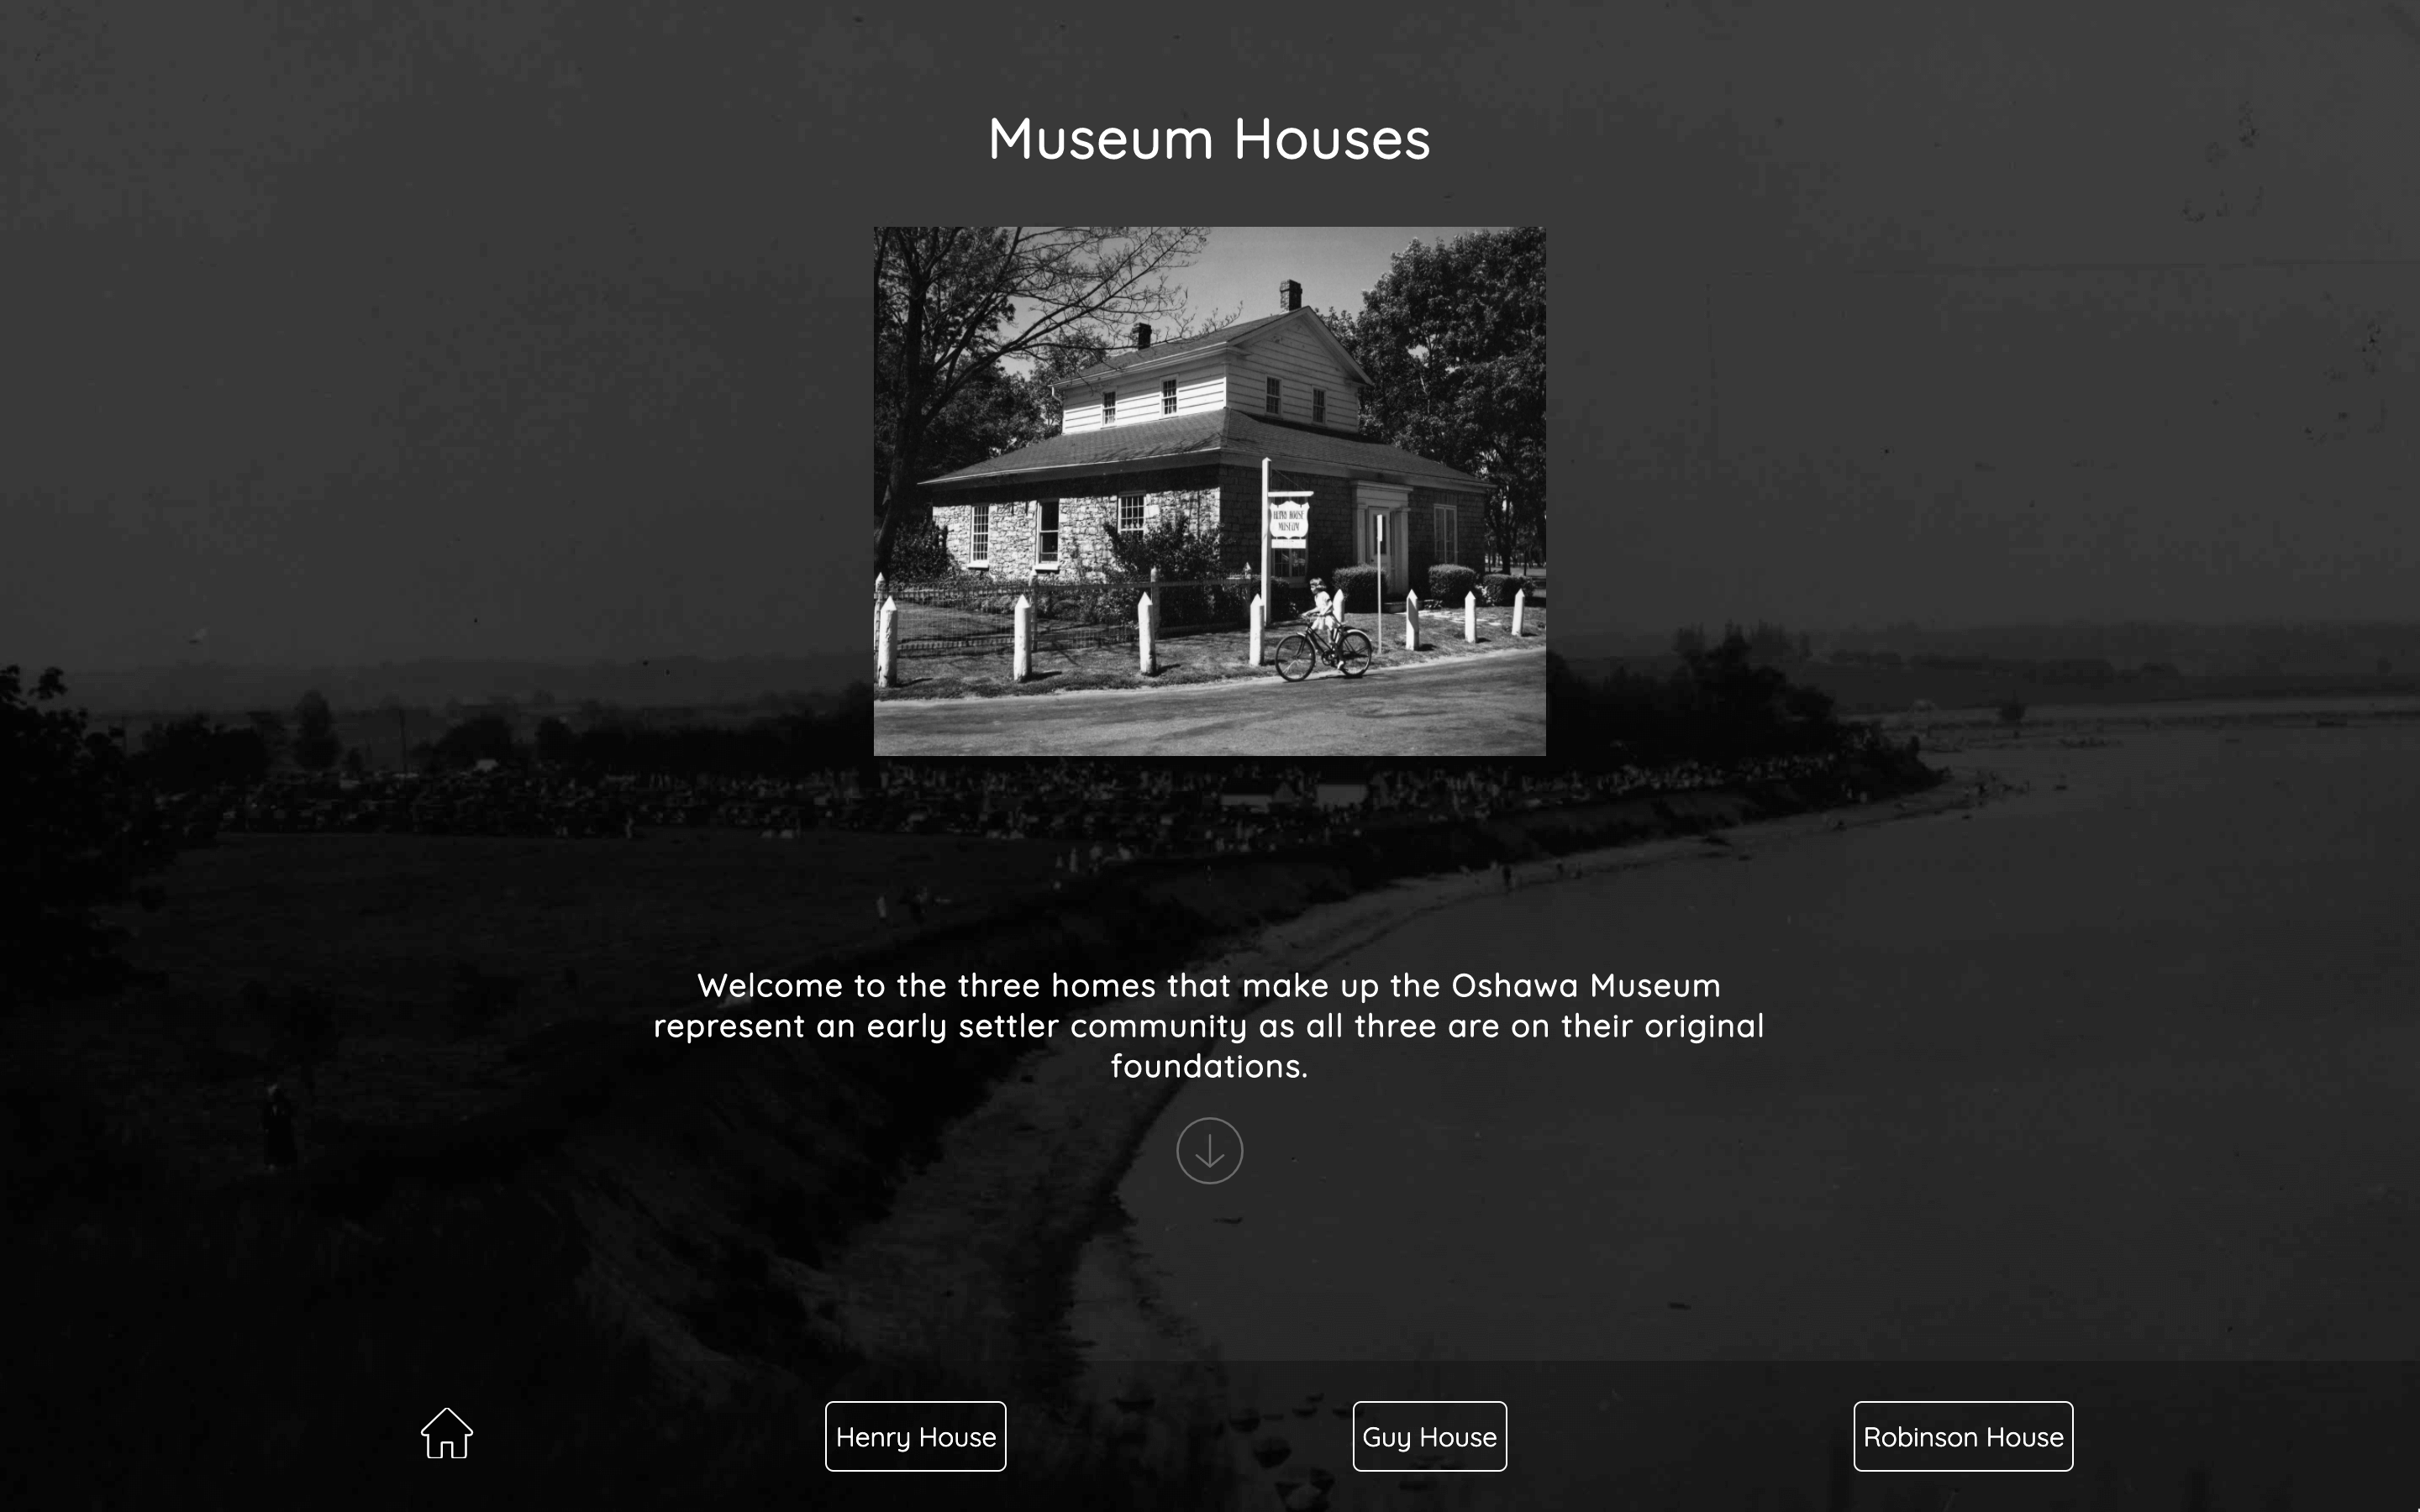 Museum Houses
HENRY HOUSE
MUSEUM
Welcome to the three homes that make up the Oshawa Museum
represent an early settler community as all three are on their original
foundations.
Henry House
Guy House
Robinson House